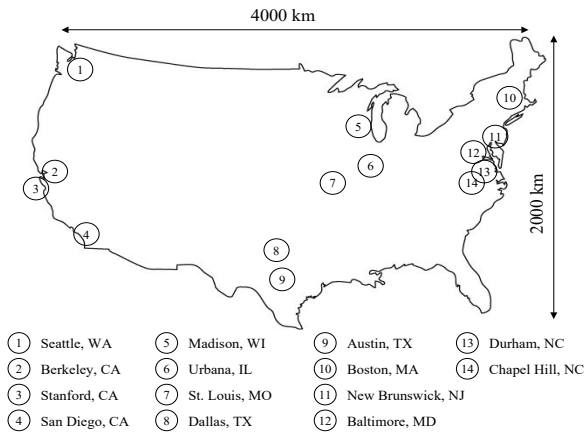 4000 km
1
10
5
11
12
6
2
13
7
14
3
4
2000 km
8
9
1 Seattle, WA
2 Berkeley, CA
3 Stanford, CA
4 San Diego, CA
5 Madison, WI
6 Urbana, IL
7 St. Louis, MO
8 Dallas, TX
9 Austin, TX
10 Boston, MA
11 New Brunswick, NJ
12 Baltimore, MD
13 Durham, NC
14 Chapel Hill, NC